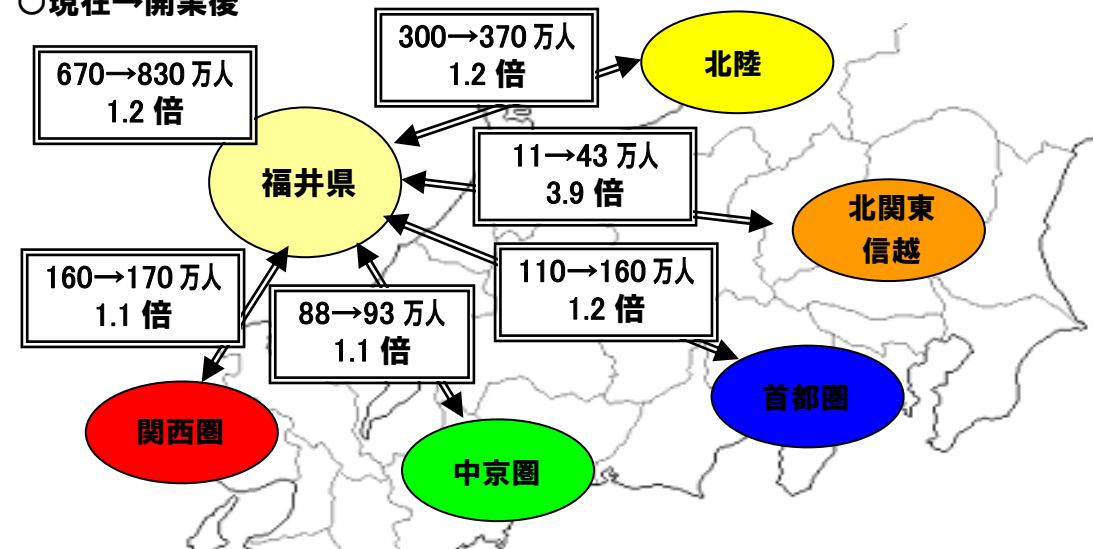 ○現在→開業後
300→370 万人
1.2 倍
北陸
670→830 万人
1.2 倍
福井県
11→43 万人
3.9 倍
北関東
信越
160→170 万人
1.1 倍
110→160 万人
1.2 倍
88→93 万人
1.1 倍
首都圏
関西圏
中京圏